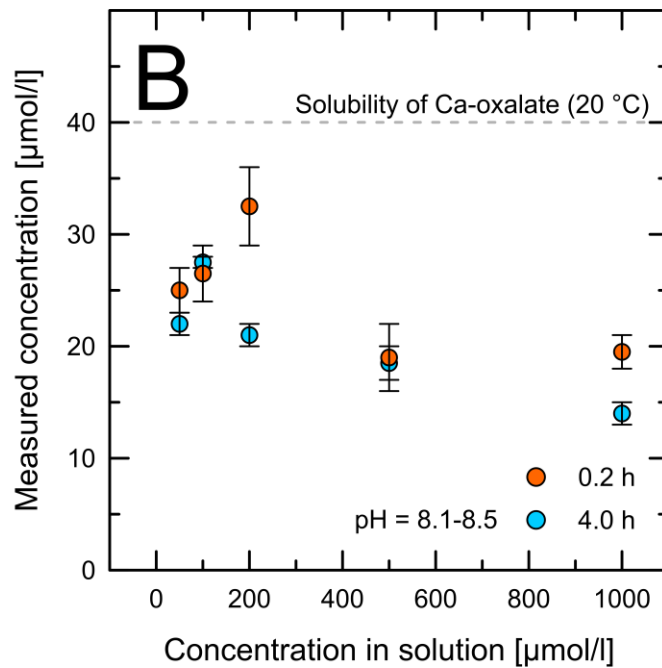 B
Solubility of Ca-oxalate (20 °C)
Measured concentration [µmol/l]
40
30
20
10
0
0.2 h
pH = 8.1-8.5
4.0 h
0 200 400 600 800 1000
Concentration in solution [µmol/l]